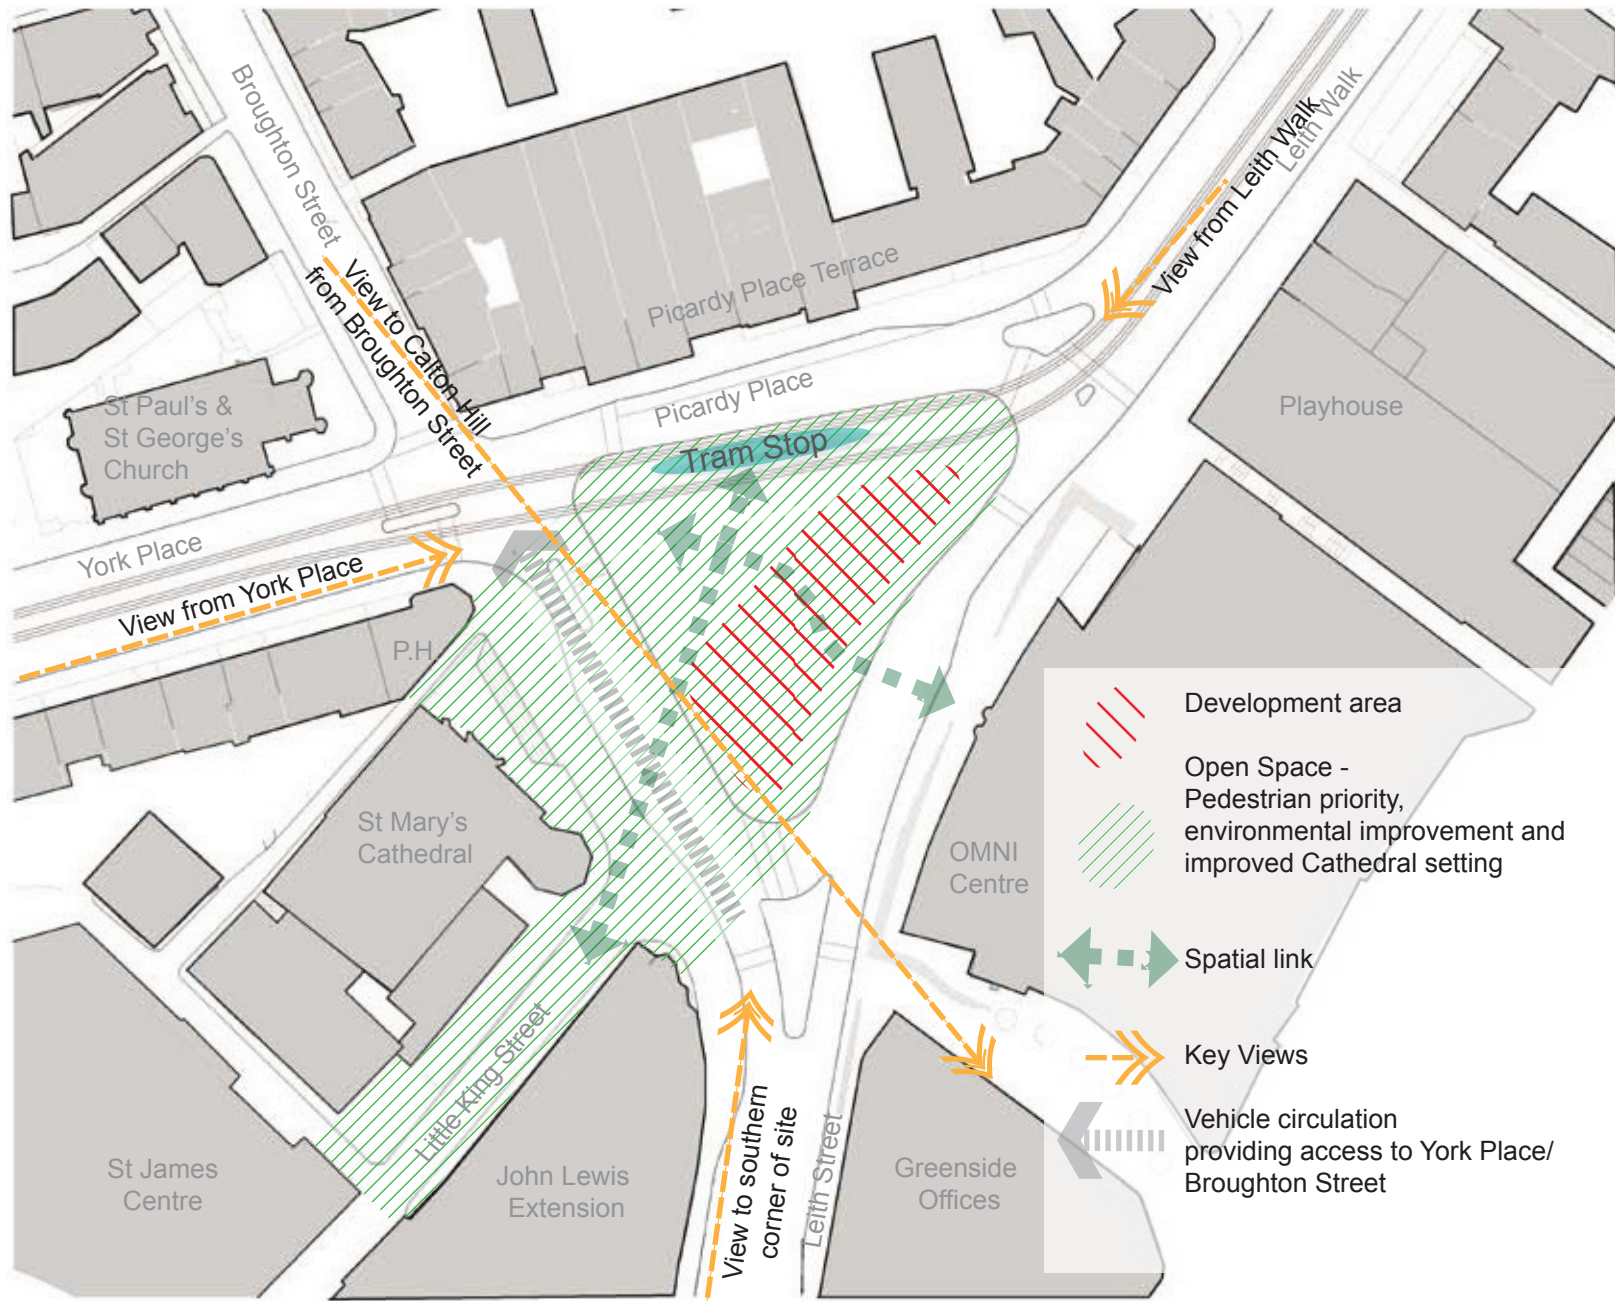 Broughton Street
Leith Walk
View from Leith Walk
View to Calton Hill
from Broughton Street
Picardy Place Terrace
Picardy Place
Playhouse
St Paul's &
St George's
Church
Tram Stop
York Place
View from York Place
P.H.
St Mary's
Cathedral
OMNI
Centre
Little King Street
St James
Centre
John Lewis
Extension
View to southern
corner of site
Leith Street
Greenside
Offices
Development area
Open Space -
Pedestrian priority,
environmental improvement and
improved Cathedral setting
Spatial link
Key Views
Vehicle circulation
providing access to York Place/
Broughton Street